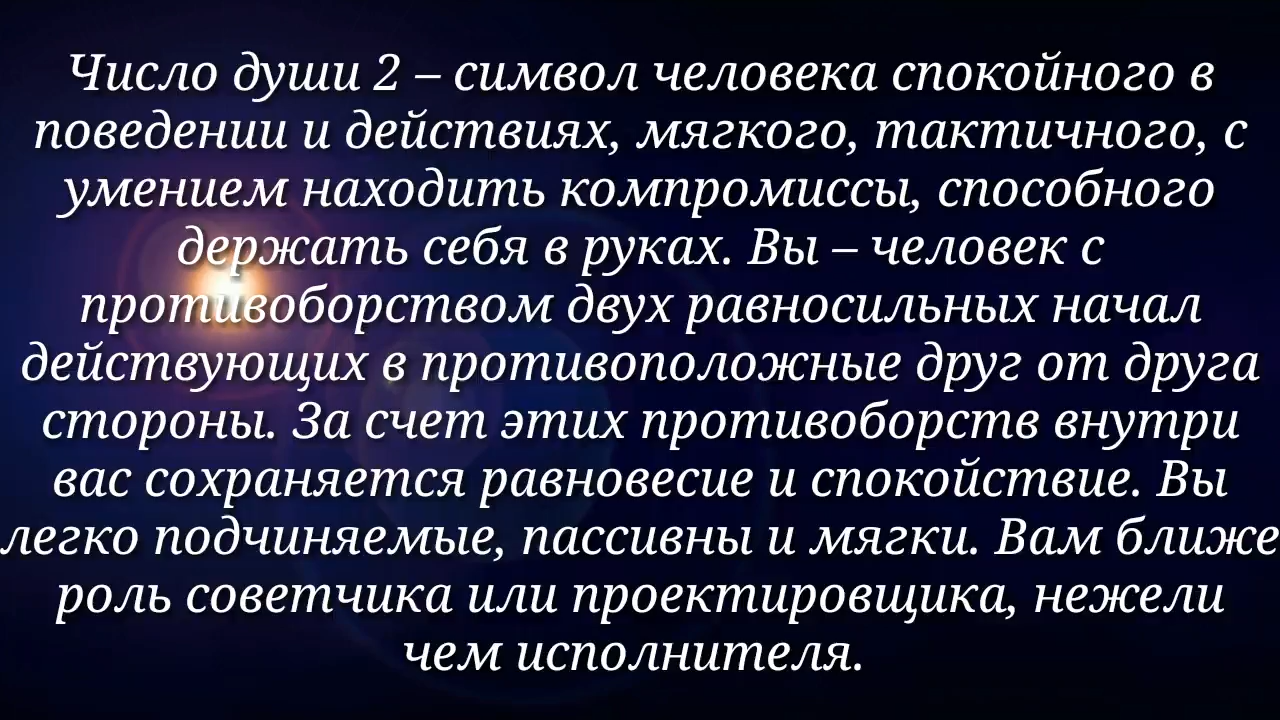 Число души 2 – символ человека спокойного в
поведении и действиях, мягкого, тактичного, с
умением находить компромиссы, способного
держать себя в руках. Вы – человек с
противоборством двух равносильных начал
действующих в противоположные друг от друга
стороны. За счет этих противоборств внутри
вас сохраняется равновесие и спокойствие. Вы
легко подчиняемые, пассивны и мягки. Вам ближе
роль советчика или проектировщика, нежели
чем исполнителя.